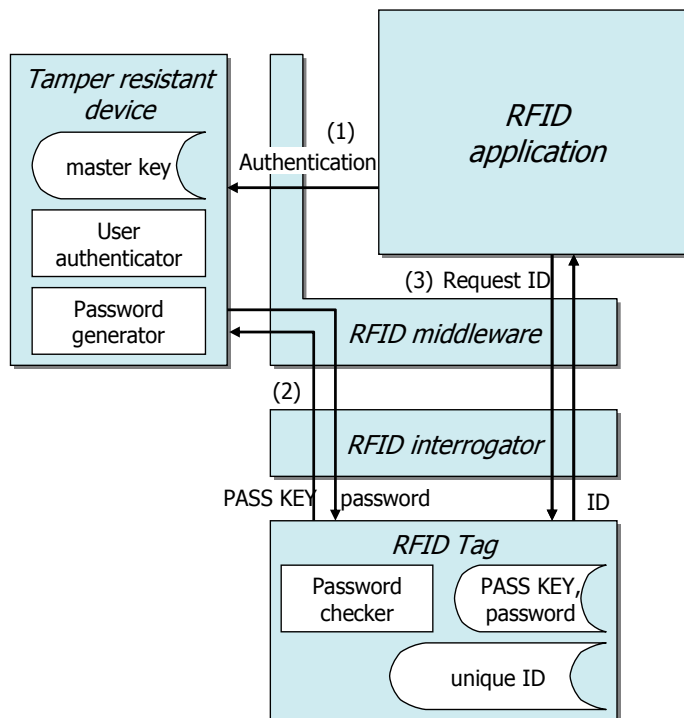 Tamper resistant
device
master key
User
authenticator
Password
generator
(1)
Authentication
RFID
application
(3) Request ID
RFID middleware
(2)
RFID interrogator
PASS KEY
password
ID
RFID Tag
Password
checker
PASS KEY,
password
unique ID